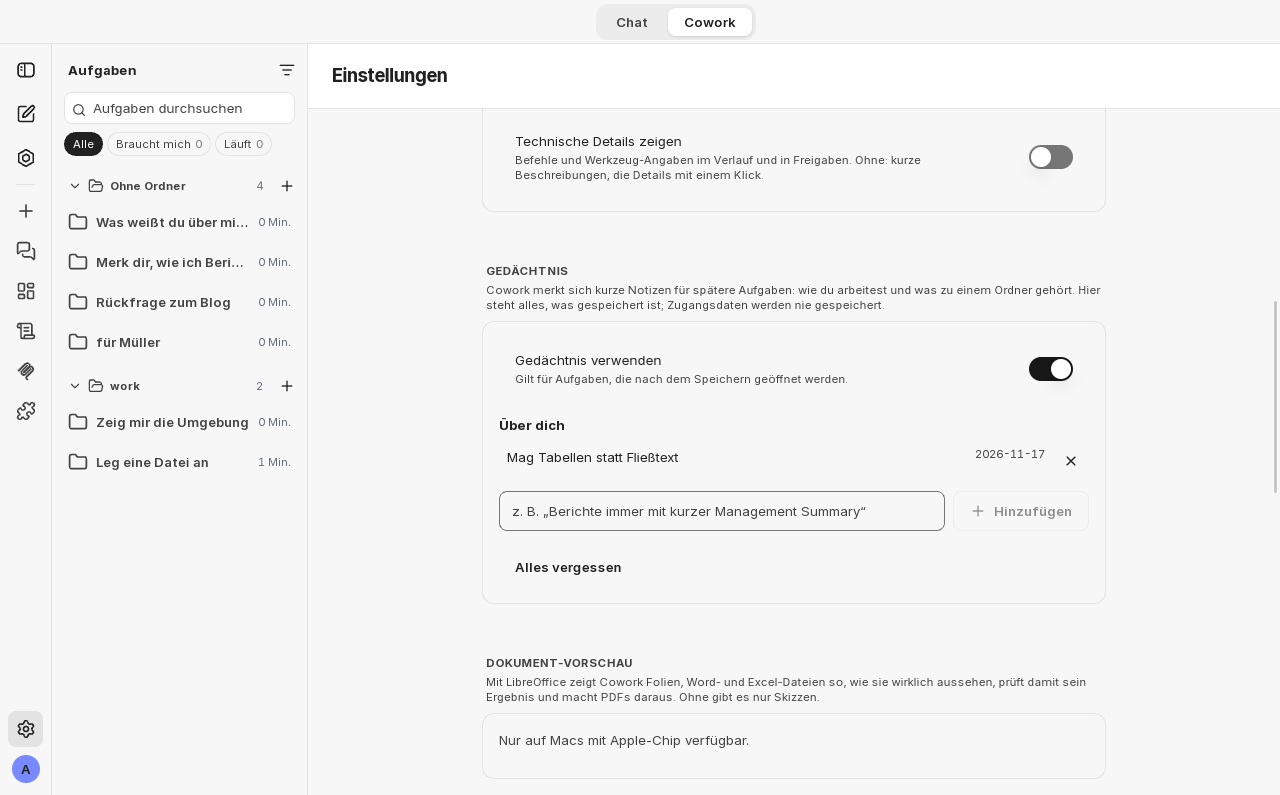 Chat
Cowork
Aufgaben
Aufgaben durchsuchen
Alle
Braucht mich 0
Läuft 0
Ohne Ordner 4
Was weißt du über mi... 0 Min.
Merk dir, wie ich Beri... 0 Min.
Rückfrage zum Blog 0 Min.
für Müller 0 Min.
work 2
Zeig mir die Umgebung 0 Min.
Leg eine Datei an 1 Min.
A
Einstellungen
Technische Details zeigen
Befehle und Werkzeug-Angaben im Verlauf und in Freigaben. Ohne: kurze
Beschreibungen, die Details mit einem Klick.
GEDÄCHTNIS
Cowork merkt sich kurze Notizen für spätere Aufgaben: wie du arbeitest und was zu einem Ordner gehört. Hier
steht alles, was gespeichert ist; Zugangsdaten werden nie gespeichert.
Gedächtnis verwenden
Gilt für Aufgaben, die nach dem Speichern geöffnet werden.
Über dich
Mag Tabellen statt Fließtext
2026-11-17
z. B. „Berichte immer mit kurzer Management Summary“
Hinzufügen
Alles vergessen
DOKUMENT-VORSCHAU
Mit LibreOffice zeigt Cowork Folien, Word- und Excel-Dateien so, wie sie wirklich aussehen, prüft damit sein
Ergebnis und macht PDFs daraus. Ohne gibt es nur Skizzen.
Nur auf Macs mit Apple-Chip verfügbar.